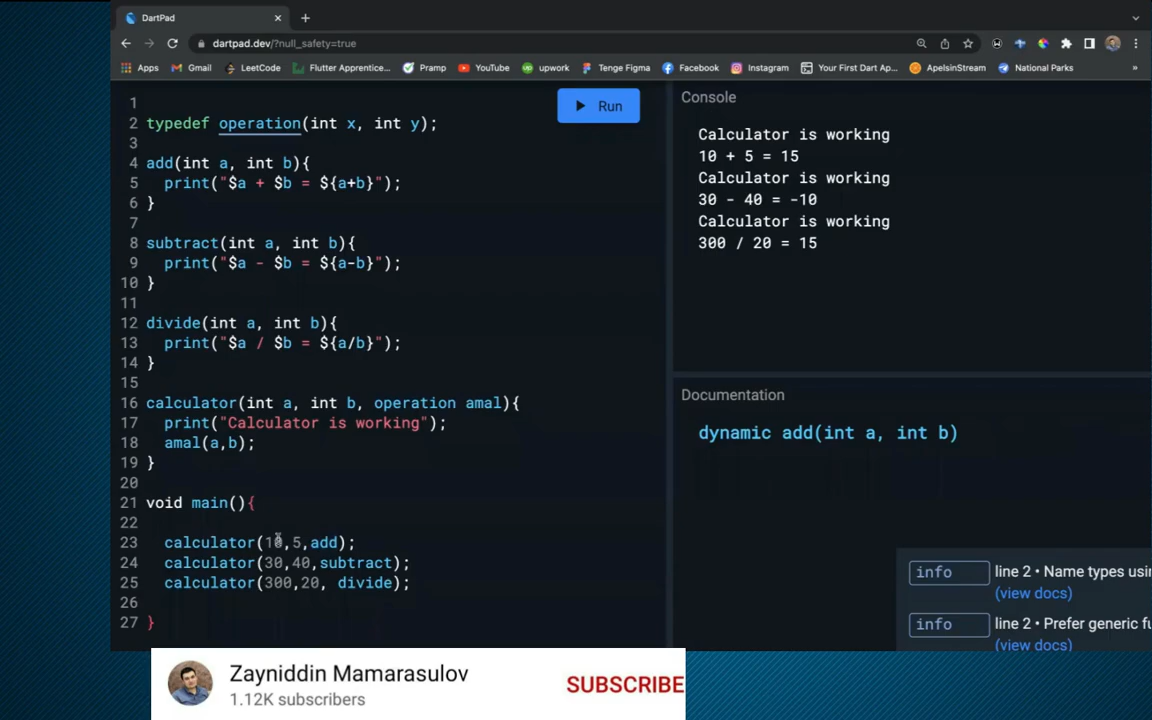 DartPad
dartpad.dev/?null_safety=true
Apps
Gmail
LeetCode
Flutter Apprentice...
Pramp
YouTube
upwork
Tenge Figma
Facebook
Instagram
Your First Dart Ap...
ApelsinStream
National Parks
»
Run
1
2 typedef operation(int x, int y);
3
4 add(int a, int b){
5 print("$a + $b = ${a+b}");
6 }
7
8 subtract(int a, int b){
9 print("$a - $b = ${a-b}");
10 }
11
12 divide(int a, int b){
13 print("$a / $b = ${a/b}");
14 }
15
16 calculator(int a, int b, operation amal){
17 print("Calculator is working");
18 amal(a,b);
19 }
20
21 void main(){
22
23 calculator(10,5,add);
24 calculator(30,40,subtract);
25 calculator(300,20, divide);
26
27 }
Console
Calculator is working
10 + 5 = 15
Calculator is working
30 - 40 = -10
Calculator is working
300 / 20 = 15
Documentation
dynamic add(int a, int b)
info line 2 • Name types usi
(view docs)
info line 2 • Prefer generic fu
(view docs)
Zayniddin Mamarasulov
1.12K subscribers
SUBSCRIBE